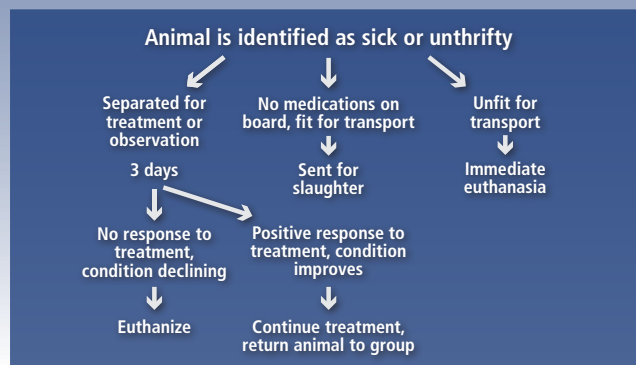 Animal is identified as sick or unthrifty
Separated for
treatment or
observation
3 days
No medications on
board, fit for transport
Sent for
slaughter
Unfit for
transport
Immediate
euthanasia
No response to
treatment,
condition declining
Euthanize
Positive response to
treatment, condition
improves
Continue treatment,
return animal to group